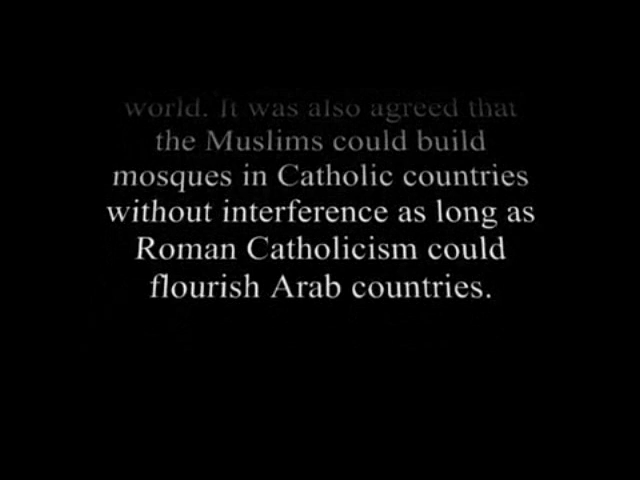 world. It was also agreed that
the Muslims could build
mosques in Catholic countries
without interference as long as
Roman Catholicism could
flourish Arab countries.